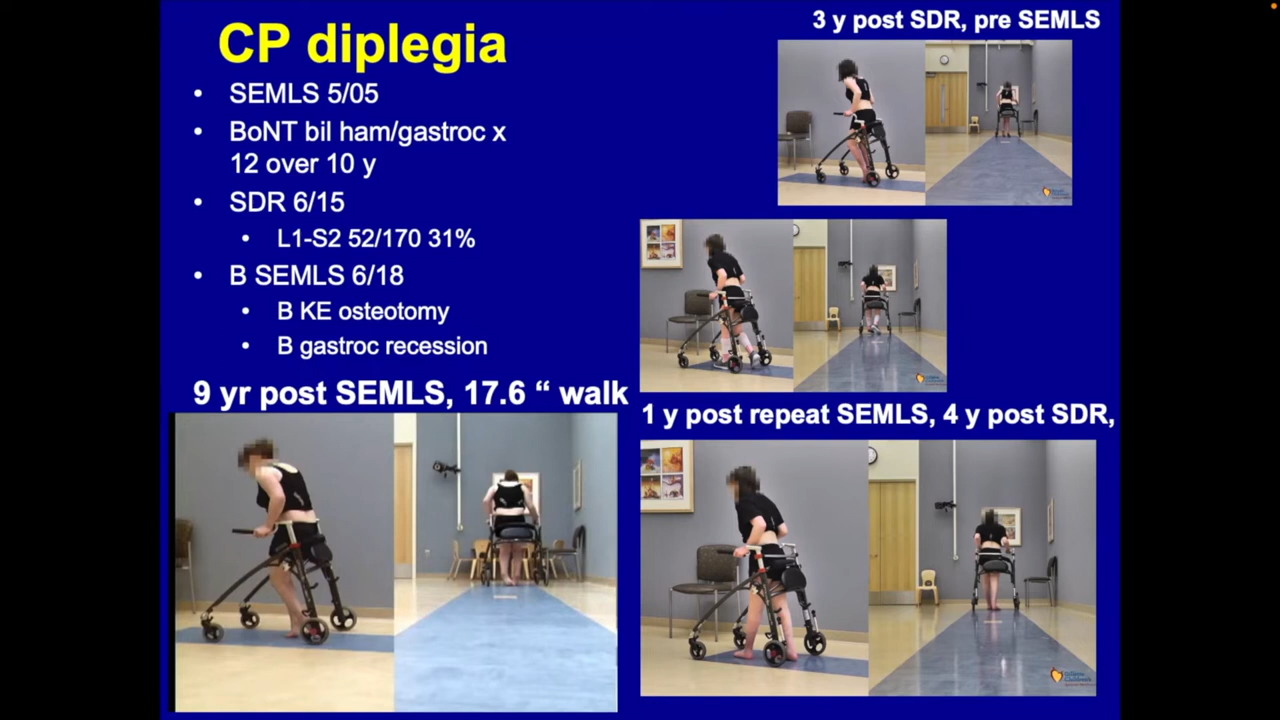 CP diplegia
• SEMLS 5/05
• BoNT bil ham/gastroc x
12 over 10 y
• SDR 6/15
• L1-S2 52/170 31%
• B SEMLS 6/18
• B KE osteotomy
• B gastroc recession
9 yr post SEMLS, 17.6 “ walk
3 y post SDR, pre SEMLS
1 y post repeat SEMLS, 4 y post SDR,